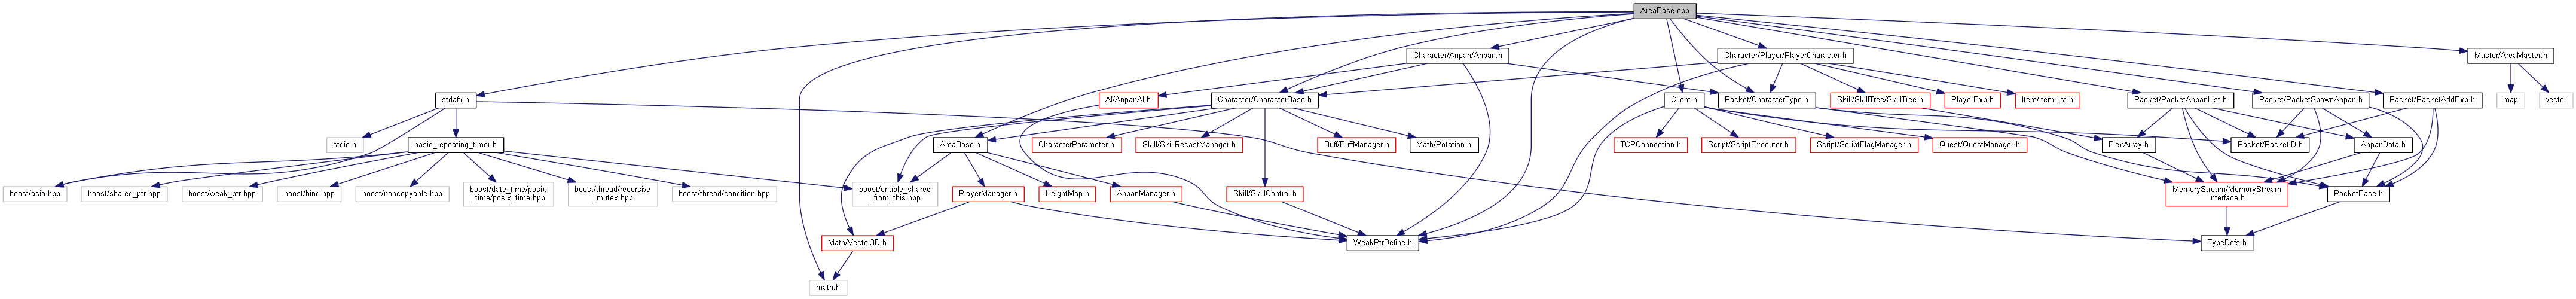 AreaBase.cpp
Character/Anpan/Anpan.h
Character/Player/PlayerCharacter.h
Master/AreaMaster.h
stdafx.h
AI/AnpanAI.h
Character/CharacterBase.h
Client.h
Packet/CharacterType.h
Skill/SkillTree/SkillTree.h
PlayerExp.h
Item/ItemList.h
Packet/PacketAnpanList.h
Packet/PacketSpawnAnpan.h
Packet/PacketAddExp.h
map
vector
stdio.h
basic_repeating_timer.h
AreaBase.h
CharacterParameter.h
Skill/SkillRecastManager.h
Buff/BuffManager.h
Math/Rotation.h
TCPConnection.h
Script/ScriptExecuter.h
Script/ScriptFlagManager.h
Quest/QuestManager.h
FlexArray.h
Packet/PacketID.h
AnpanData.h
boost/asio.hpp
boost/shared_ptr.hpp
boost/weak_ptr.hpp
boost/bind.hpp
boost/noncopyable.hpp
boost/date_time/posix
_time/posix_time.hpp
boost/thread/recursive
_mutex.hpp
boost/thread/condition.hpp
boost/enable_shared
_from_this.hpp
PlayerManager.h
HeightMap.h
AnpanManager.h
Skill/SkillControl.h
MemoryStream/MemoryStream
Interface.h
PacketBase.h
Math/Vector3D.h
WeakPtrDefine.h
TypeDefs.h
math.h